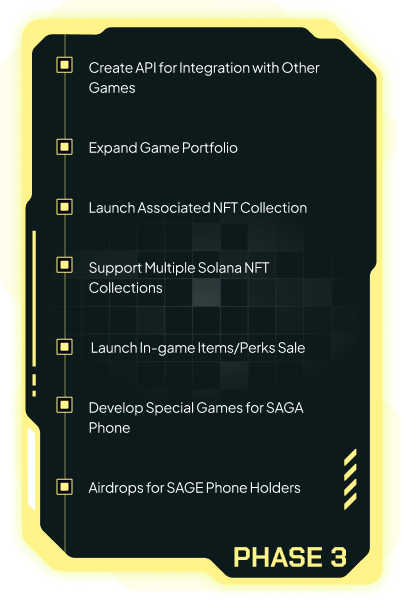 Create API for Integration with Other
Games
Expand Game Portfolio
Launch Associated NFT Collection
Support Multiple Solana NFT
Collections
Launch In-game Items/Perks Sale
Develop Special Games for SAGA
Phone
Airdrops for SAGE Phone Holders
PHASE 3